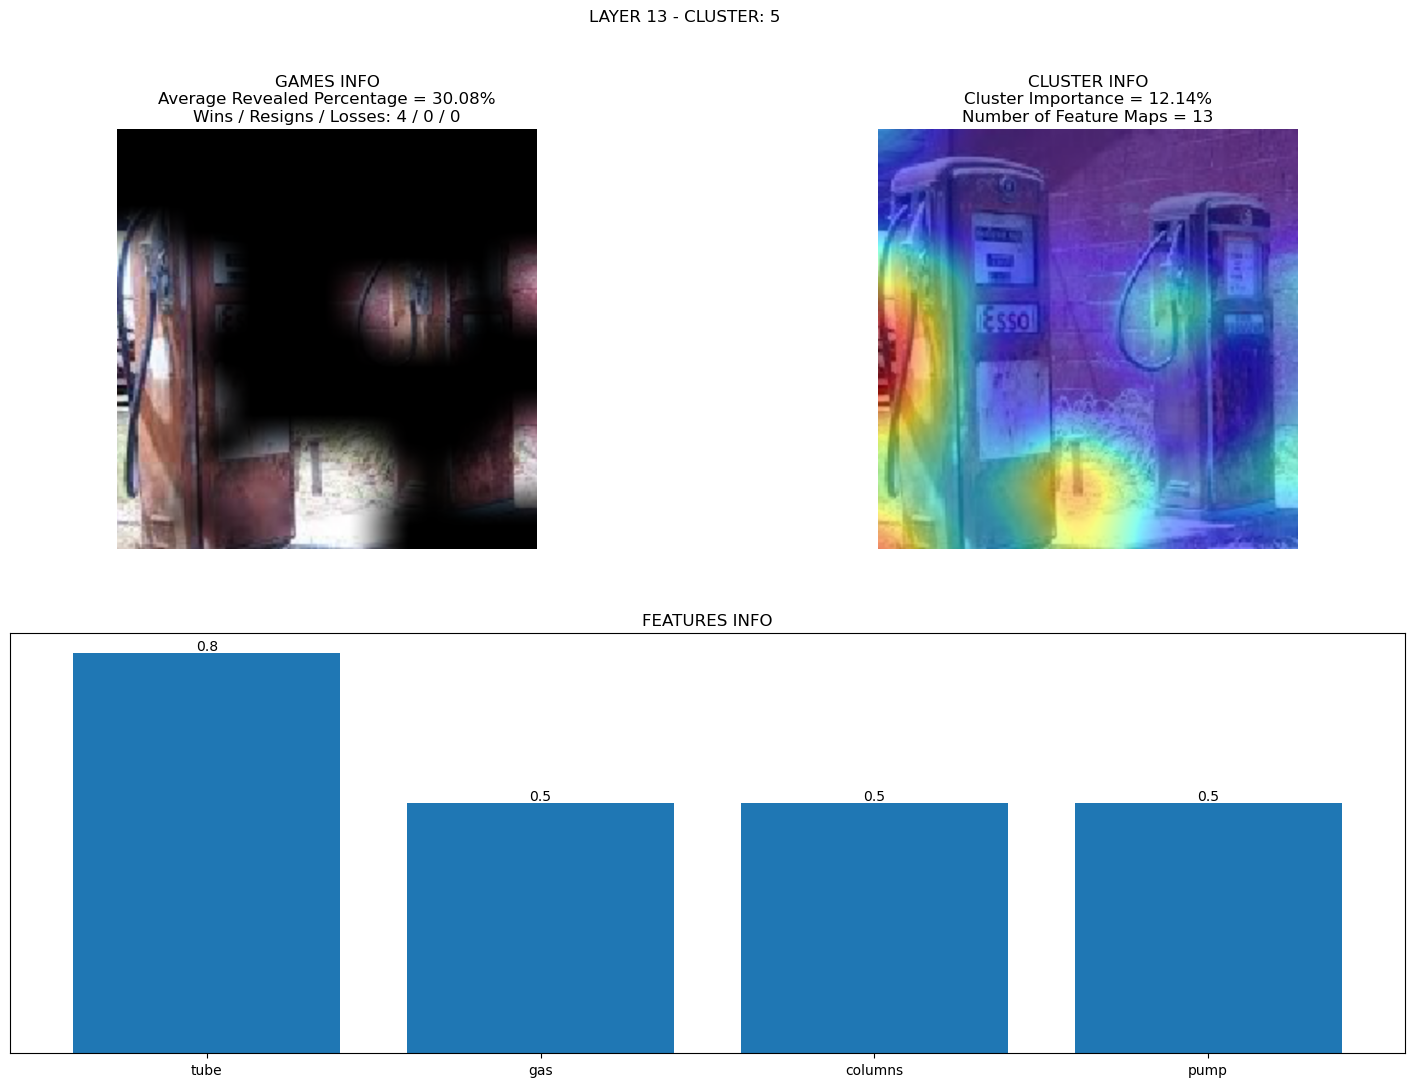 LAYER 13 - CLUSTER: 5
GAMES INFO
Average Revealed Percentage = 30.08%
Wins / Resigns / Losses: 4 / 0 / 0
CLUSTER INFO
Cluster Importance = 12.14%
Number of Feature Maps = 13
ESSO
FEATURES INFO
0.8
0.5
0.5
0.5
tube
gas
columns
pump